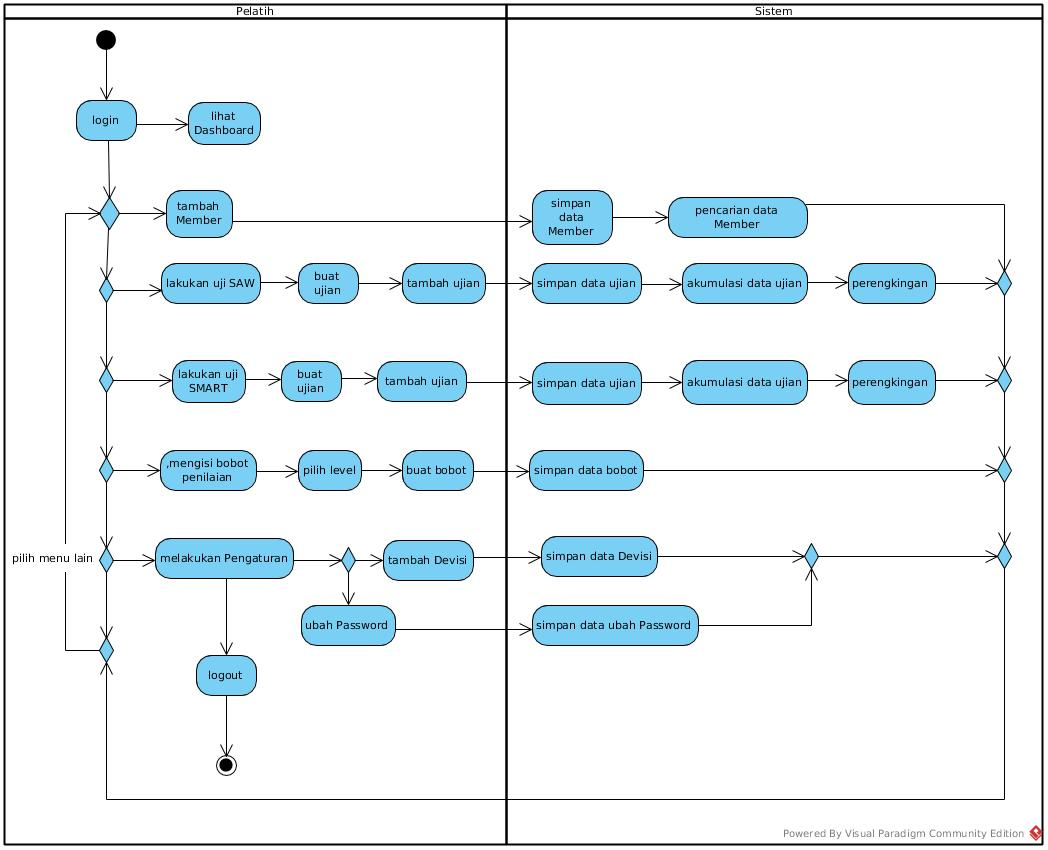 Pelatih
Sistem
login
lihat
Dashboard
tambah
Member
simpan
data
Member
pencarian data
Member
lakukan uji SAW
buat
ujian
tambah ujian
simpan data ujian
akumulasi data ujian
perengkingan
lakukan uji
SMART
buat
ujian
tambah ujian
simpan data ujian
akumulasi data ujian
perengkingan
,mengisi bobot
penilaian
pilih level
buat bobot
simpan data bobot
pilih menu lain
melakukan Pengaturan
tambah Devisi
simpan data Devisi
ubah Password
simpan data ubah Password
logout
Powered By Visual Paradigm Community Edition